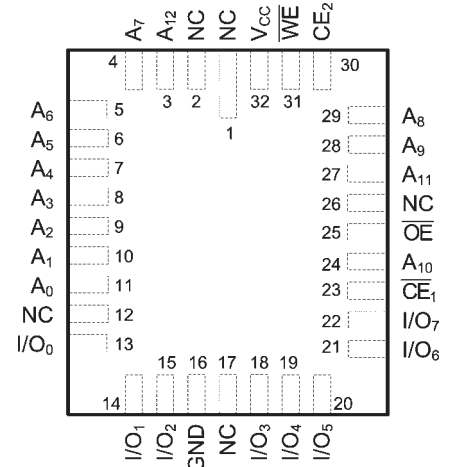 A7 A12 NC NC VCC WE CE2
4 3 2 1 32 31 30
A6 5
A5 6
A4 7
A3 8
A2 9
A1 10
A0 11
NC 12
I/O0 13
29 A8
28 A9
27 A11
26 NC
25 OE
24 A10
23 CE1
22 I/O7
21 I/O6
14 15 16 17 18 19 20
I/O1 I/O2 GND NC I/O3 I/O4 I/O5